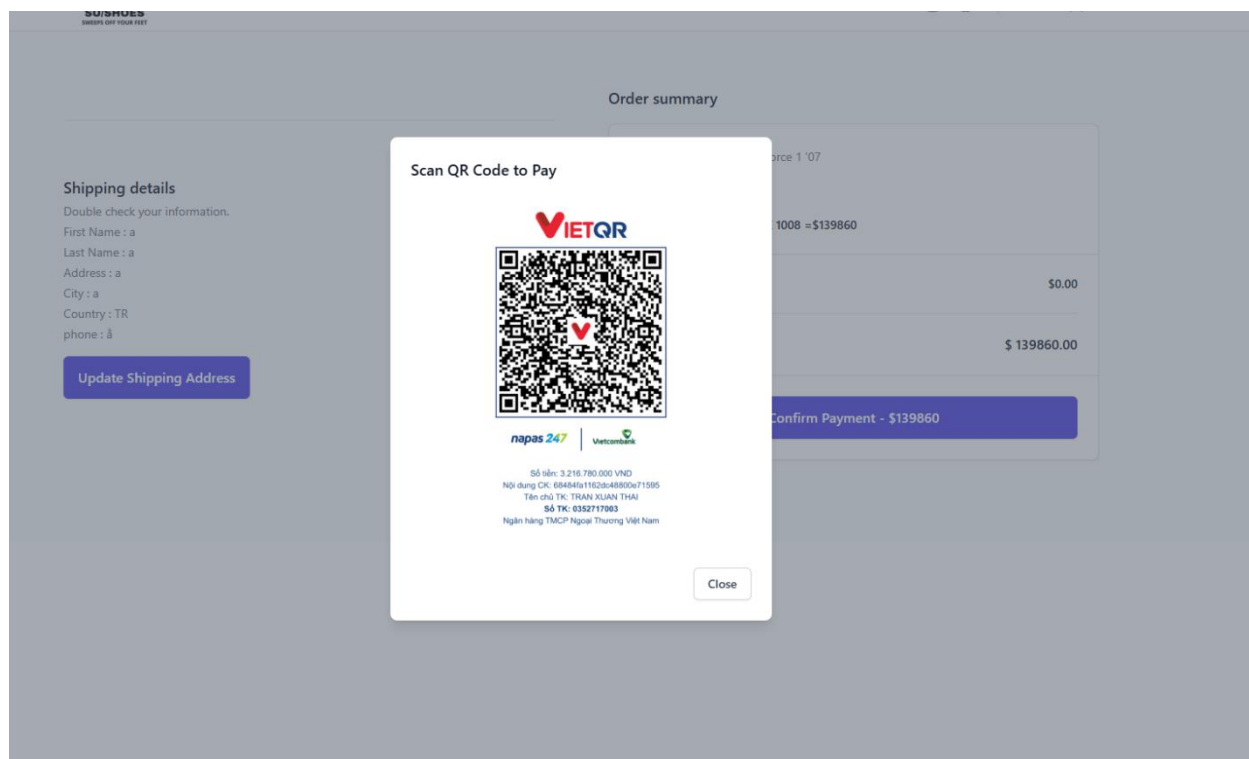 SU/SHOES
SWEEPS OFF YOUR FEET
Order summary
orce 1 '07
1008 =$139860
$0.00
$ 139860.00
Confirm Payment - $139860
Shipping details
Double check your information.
First Name : a
Last Name : a
Address : a
City : a
Country : TR
phone : å
Update Shipping Address
Scan QR Code to Pay
VIETQR
napas 247
Vietcombank
Số tiền: 3.216.780.000 VND
Nội dung CK: 68484fa1162dc48800e71595
Tên chủ TK: TRAN XUAN THAI
Số TK: 0352717003
Ngân hàng TMCP Ngoại Thương Việt Nam
Close